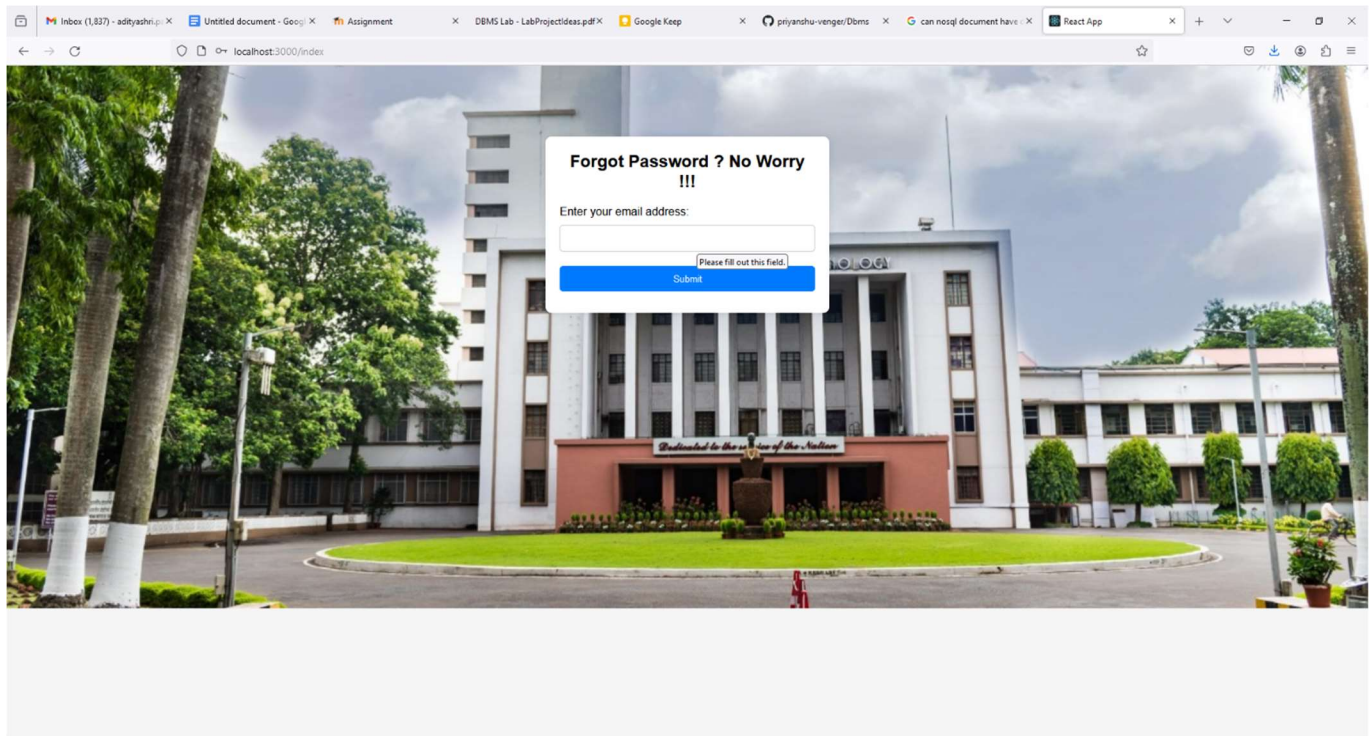 Inbox (1,837) - adityashri.p
Untitled document - Googl
Assignment
DBMS Lab - LabProjectIdeas.pdf
Google Keep
priyanshu-venger/Dbms
can nosql document have
React App
localhost:3000/index
Forgot Password ? No Worry
!!!
Enter your email address:
Please fill out this field.
Submit
OLOGY
Dedicated to the service of the Nation